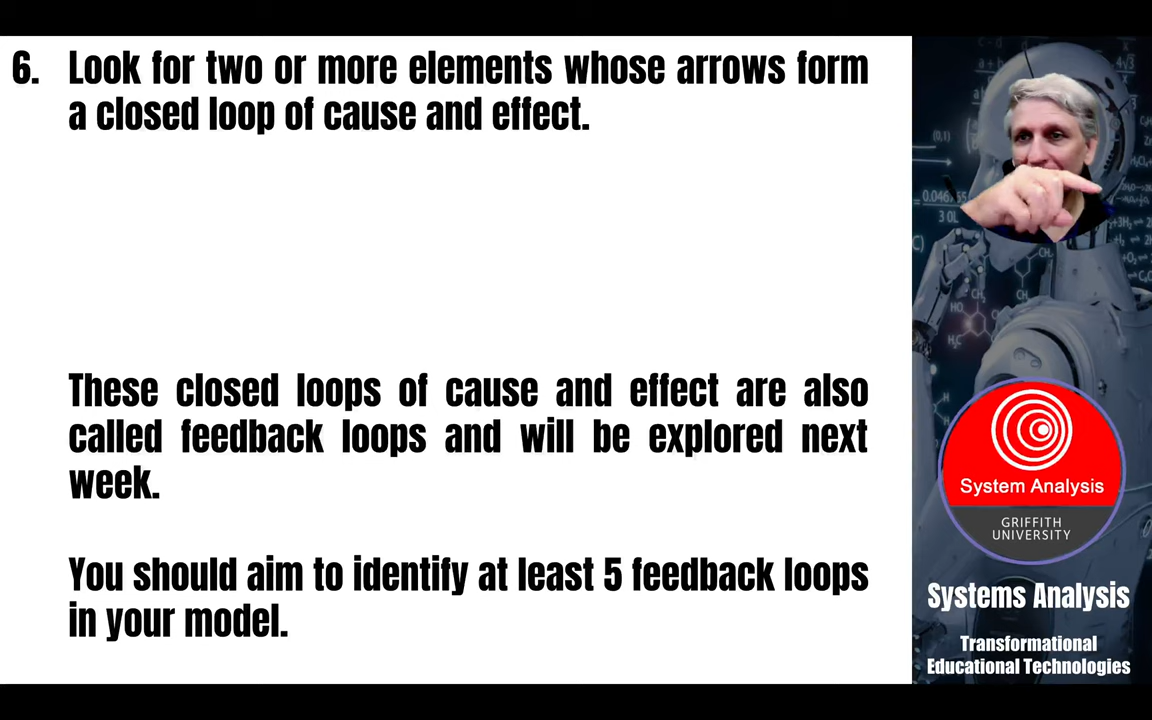 6. Look for two or more elements whose arrows form
a closed loop of cause and effect.
These closed loops of cause and effect are also
called feedback loops and will be explored next
week.
You should aim to identify at least 5 feedback loops
in your model.
System Analysis
GRIFFITH
UNIVERSITY
Systems Analysis
Transformational
Educational Technologies